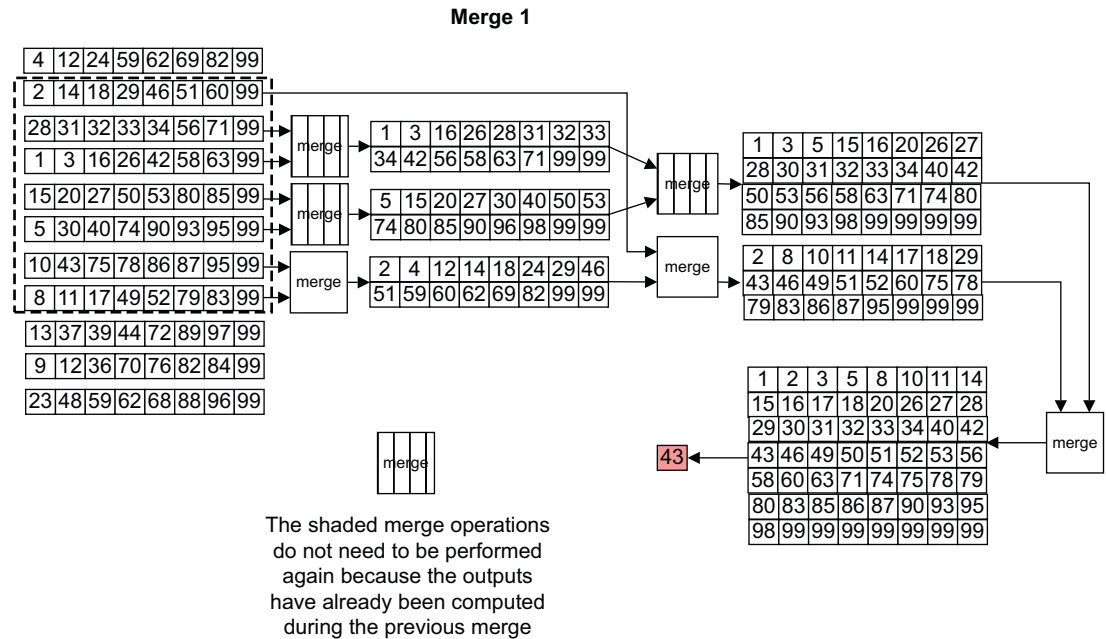 Merge 1
4 12 24 59 62 69 82 99
2 14 18 29 46 51 60 99
28 31 32 33 34 56 71 99
1 3 16 26 42 58 63 99
15 20 27 50 53 80 85 99
5 30 40 74 90 93 95 99
10 43 75 78 86 87 95 99
8 11 17 49 52 79 83 99
13 37 39 44 72 89 97 99
9 12 36 70 76 82 84 99
23 48 59 62 68 88 96 99
merge
merge
merge
1 3 16 26 28 31 32 33
34 42 56 58 63 71 99 99
5 15 20 27 30 40 50 53
74 80 85 90 96 98 99 99
2 4 12 14 18 24 29 46
51 59 60 62 69 82 99 99
merge
merge
1 3 5 15 16 20 26 27
28 30 31 32 33 34 40 42
50 53 56 58 63 71 74 80
85 90 93 98 99 99 99 99
2 8 10 11 14 17 18 29
43 46 49 51 52 60 75 78
79 83 86 87 95 99 99 99
merge
1 2 3 5 8 10 11 14
15 16 17 18 20 26 27 28
29 30 31 32 33 34 40 42
43 46 49 50 51 52 53 56
58 60 63 71 74 75 78 79
80 83 85 86 87 90 93 95
98 99 99 99 99 99 99 99
43
merge
The shaded merge operations
do not need to be performed
again because the outputs
have already been computed
during the previous merge